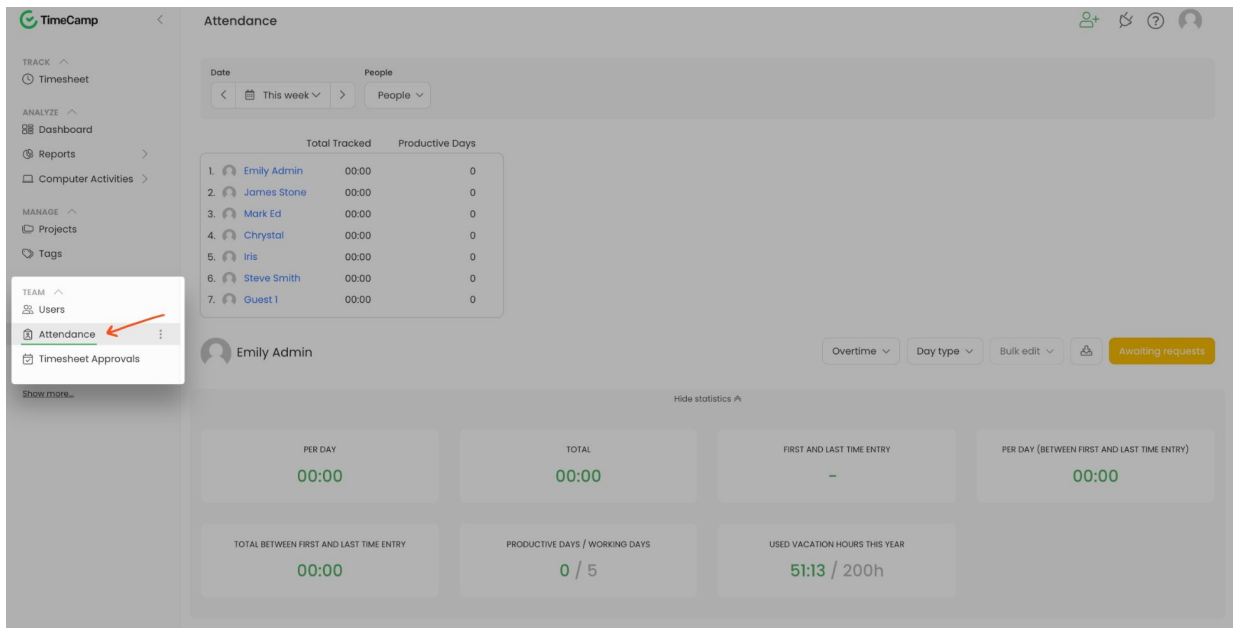 TimeCamp
Attendance
TRACK
Timesheet
ANALYZE
Dashboard
Reports
Computer Activities
MANAGE
Projects
Tags
TEAM
Users
Attendance
Timesheet Approvals
Show more...
Date People
This week People
Total Tracked Productive Days
1. Emily Admin 00:00 0
2. James Stone 00:00 0
3. Mark Ed 00:00 0
4. Chrystal 00:00 0
5. Iris 00:00 0
6. Steve Smith 00:00 0
7. Guest 1 00:00 0
Emily Admin Overtime Day type Bulk edit Awaiting requests
Hide statistics
PER DAY TOTAL FIRST AND LAST TIME ENTRY PER DAY (BETWEEN FIRST AND LAST TIME ENTRY)
00:00 00:00 - 00:00
TOTAL BETWEEN FIRST AND LAST TIME ENTRY PRODUCTIVE DAYS / WORKING DAYS USED VACATION HOURS THIS YEAR
00:00 0 / 5 51:13 / 200h